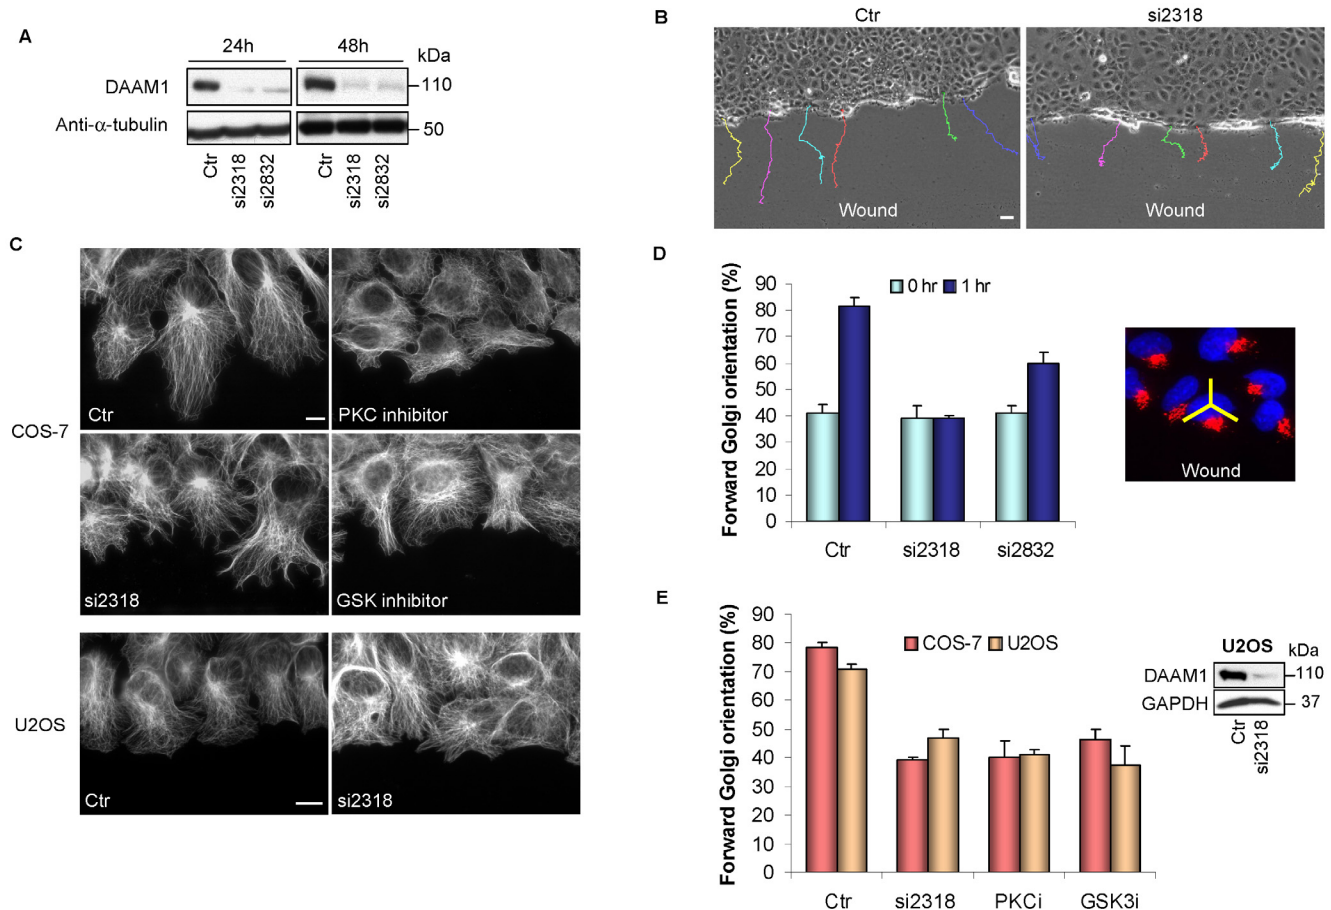 A
24h
48h
kDa
DAAM1
110
Anti-α-tubulin
50
Ctr
si2318
si2832
Ctr
si2318
si2832
B
Ctr
si2318
Wound
Wound
C
COS-7
Ctr
PKC inhibitor
si2318
GSK inhibitor
U2OS
Ctr
si2318
D
Forward Golgi orientation (%)
0 hr
1 hr
90
80
70
60
50
40
30
20
10
0
Ctr
si2318
si2832
Wound
E
Forward Golgi orientation (%)
COS-7
U2OS
90
80
70
60
50
40
30
20
10
0
Ctr
si2318
PKCi
GSK3i
U2OS
kDa
DAAM1
110
GAPDH
37
Ctr
si2318